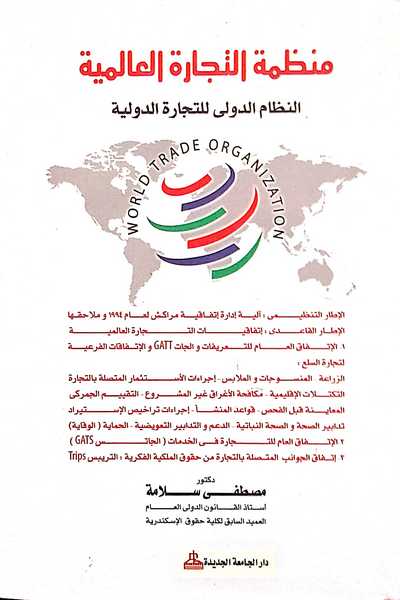 منظمة التجارة العالمية
النظام الدولى للتجارة الدولية
WORLD TRADE ORGANIZATION
الإطار التنظيمى : آلية إدارة إتفاقية مراكش لعام ١٩٩٤ و ملاحقها
الإطار القاعدى : إتفاقيات التجارة العالمية
١ الإتفاق العام للتعريفات و الجات GATT و الإتفاقات الفرعية
لتجارة السلع :
الزراعة - المنسوجات و الملابس - إجراءات الأستثمار المتصلة بالتجارة
التكتلات الإقليمية - مكافحة الأغراق غير المشروع - التقييم الجمركى
المعاينة قبل الفحص - قواعد المنشأ - إجراءات تراخيص الإستيراد
تدابير الصحة و الصحة النباتية - الدعم و التدابير التعويضية - الحماية ( الوقاية )
٢ الإتفاق العام للتجارة فى الخدمات ( الجاتس GATS )
٣ إتفاق الجوانب المتصلة بالتجارة من حقوق الملكية الفكرية : التريبس Trips
دكتور
مصطفى سلامة
أستاذ القانون الدولى العام
العميد السابق لكلية حقوق الإسكندرية
دار الجامعة الجديدة